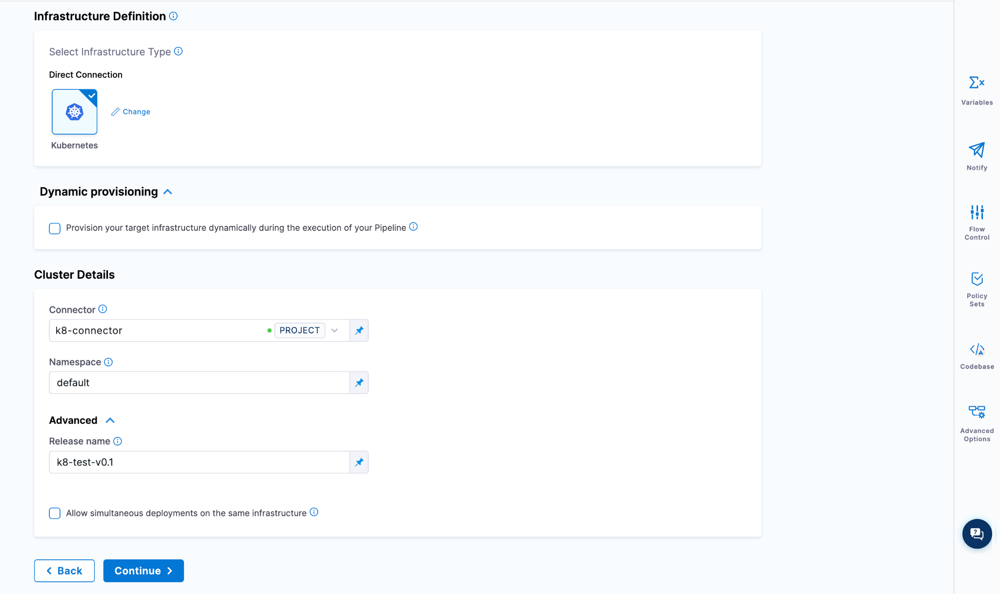 Infrastructure Definition
Select Infrastructure Type
Direct Connection
Change
Kubernetes
Dynamic provisioning
Provision your target infrastructure dynamically during the execution of your Pipeline
Cluster Details
Connector
k8-connector PROJECT
Namespace
default
Advanced
Release name
k8-test-v0.1
Allow simultaneous deployments on the same infrastructure
Back Continue
Variables
Notify
Flow
Control
Policy
Sets
Codebase
Advanced
Options